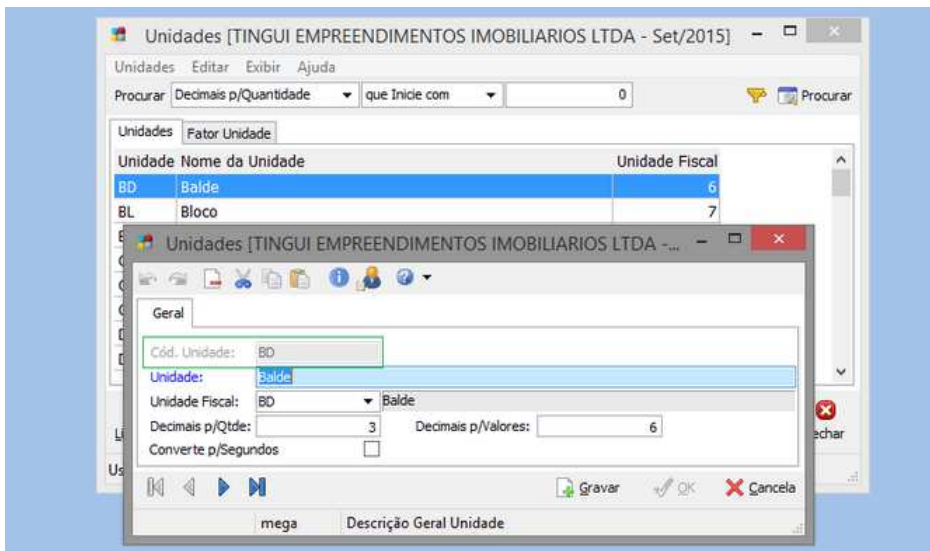 Unidades [TINGUI EMPREENDIMENTOS IMOBILIARIOS LTDA - Set/2015]
Unidades Editar Exibir Ajuda
Procurar Decimais p/Quantidade que Inicie com 0 Procurar
Unidades Fator Unidade
Unidade Nome da Unidade Unidade Fiscal
BD Balde 6
BL Bloco 7
Unidades [TINGUI EMPREENDIMENTOS IMOBILIARIOS LTDA -...
Geral
Cód. Unidade: BD
Unidade: Balde
Unidade Fiscal: BD Balde
Decimais p/Qtde: 3 Decimais p/Valores: 6
Converte p/Segundos
Gravar OK Cancela
mega Descrição Geral Unidade